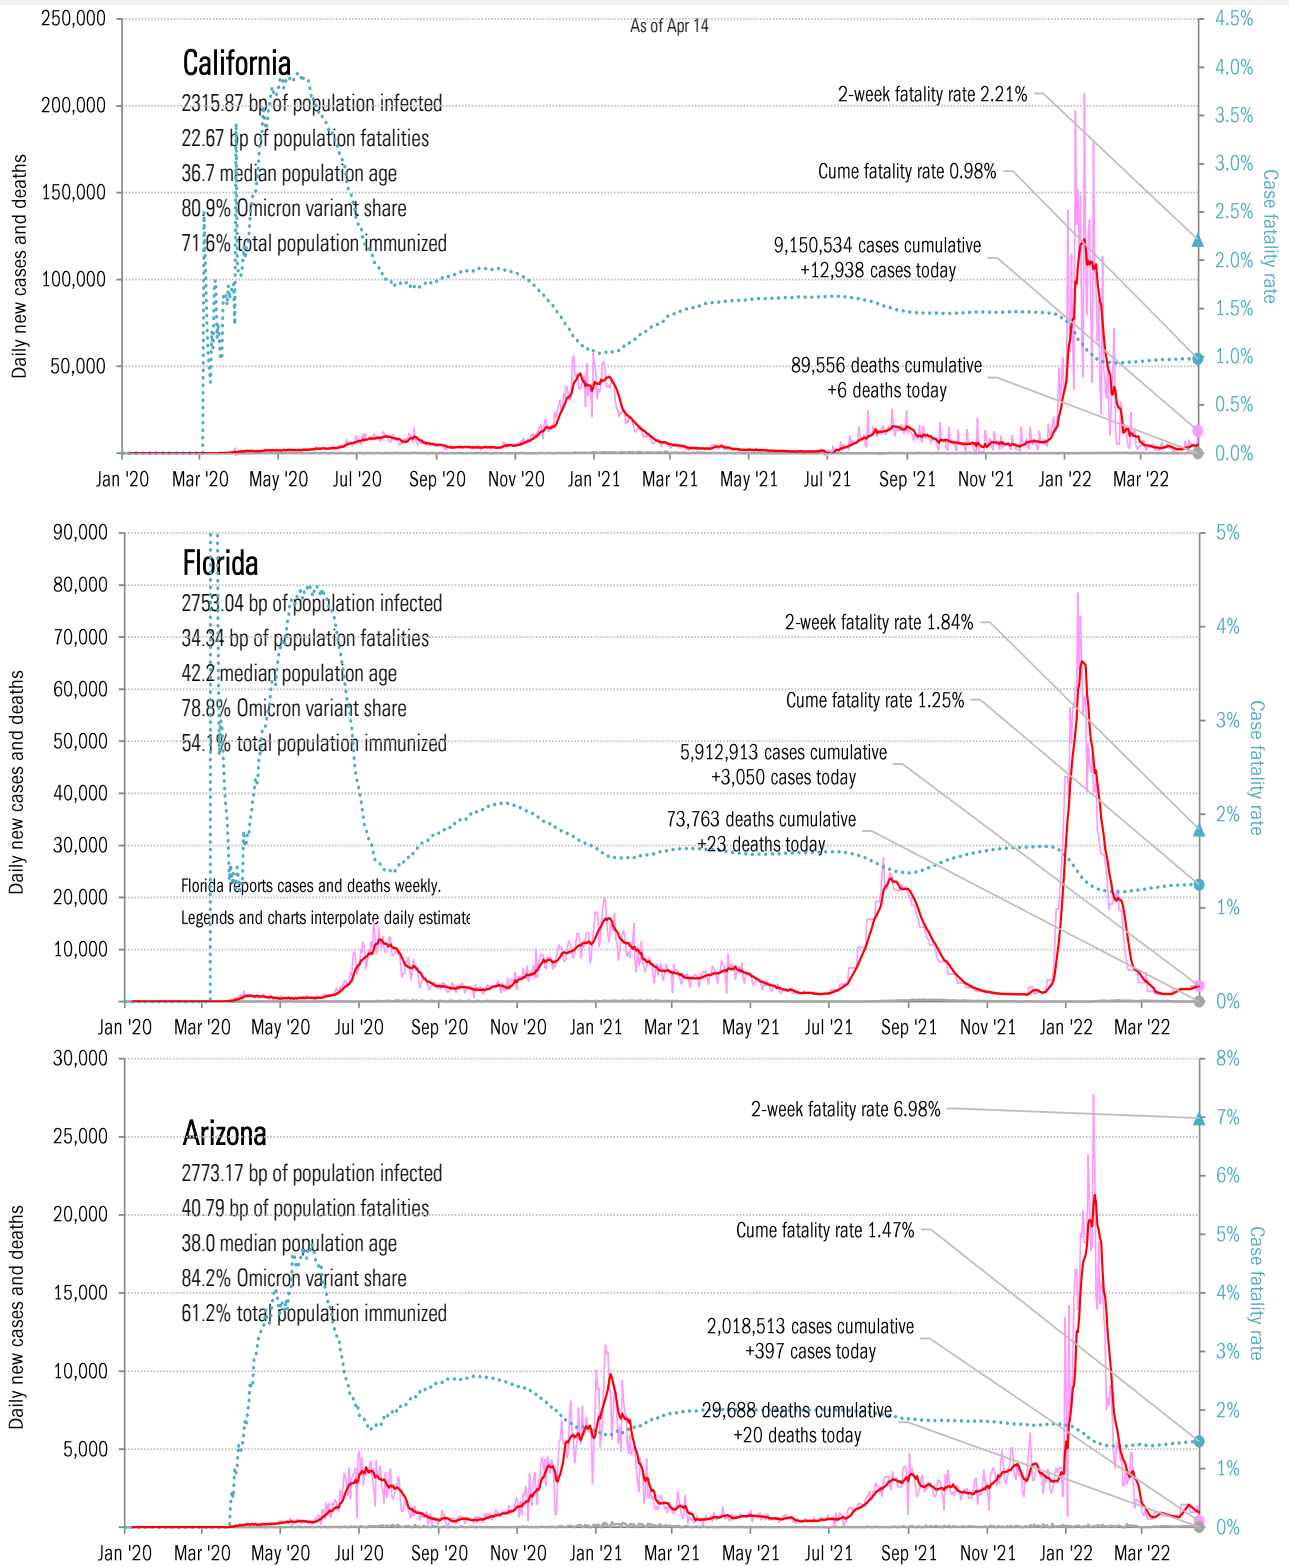 As of Apr 14
California
2315.87 bp of population infected
22.67 bp of population fatalities
36.7 median population age
80.9% Omicron variant share
71.6% total population immunized
2-week fatality rate 2.21%
Cume fatality rate 0.98%
9,150,534 cases cumulative
+12,938 cases today
89,556 deaths cumulative
+6 deaths today
Daily new cases and deaths
250,000
200,000
150,000
100,000
50,000
4.5%
4.0%
3.5%
3.0%
2.5%
2.0%
1.5%
1.0%
0.5%
0.0%
Case fatality rate
Jan '20 Mar '20 May '20 Jul '20 Sep '20 Nov '20 Jan '21 Mar '21 May '21 Jul '21 Sep '21 Nov '21 Jan '22 Mar '22
Florida
2753.04 bp of population infected
34.34 bp of population fatalities
42.2 median population age
78.8% Omicron variant share
54.1% total population immunized
Florida reports cases and deaths weekly.
Legends and charts interpolate daily estimate
2-week fatality rate 1.84%
Cume fatality rate 1.25%
5,912,913 cases cumulative
+3,050 cases today
73,763 deaths cumulative
+23 deaths today
Daily new cases and deaths
90,000
80,000
70,000
60,000
50,000
40,000
30,000
20,000
10,000
5%
4%
3%
2%
1%
0%
Case fatality rate
Jan '20 Mar '20 May '20 Jul '20 Sep '20 Nov '20 Jan '21 Mar '21 May '21 Jul '21 Sep '21 Nov '21 Jan '22 Mar '22
Arizona
2773.17 bp of population infected
40.79 bp of population fatalities
38.0 median population age
84.2% Omicron variant share
61.2% total population immunized
2-week fatality rate 6.98%
Cume fatality rate 1.47%
2,018,513 cases cumulative
+397 cases today
29,688 deaths cumulative
+20 deaths today
Daily new cases and deaths
30,000
25,000
20,000
15,000
10,000
5,000
8%
7%
6%
5%
4%
3%
2%
1%
0%
Case fatality rate
Jan '20 Mar '20 May '20 Jul '20 Sep '20 Nov '20 Jan '21 Mar '21 May '21 Jul '21 Sep '21 Nov '21 Jan '22 Mar '22